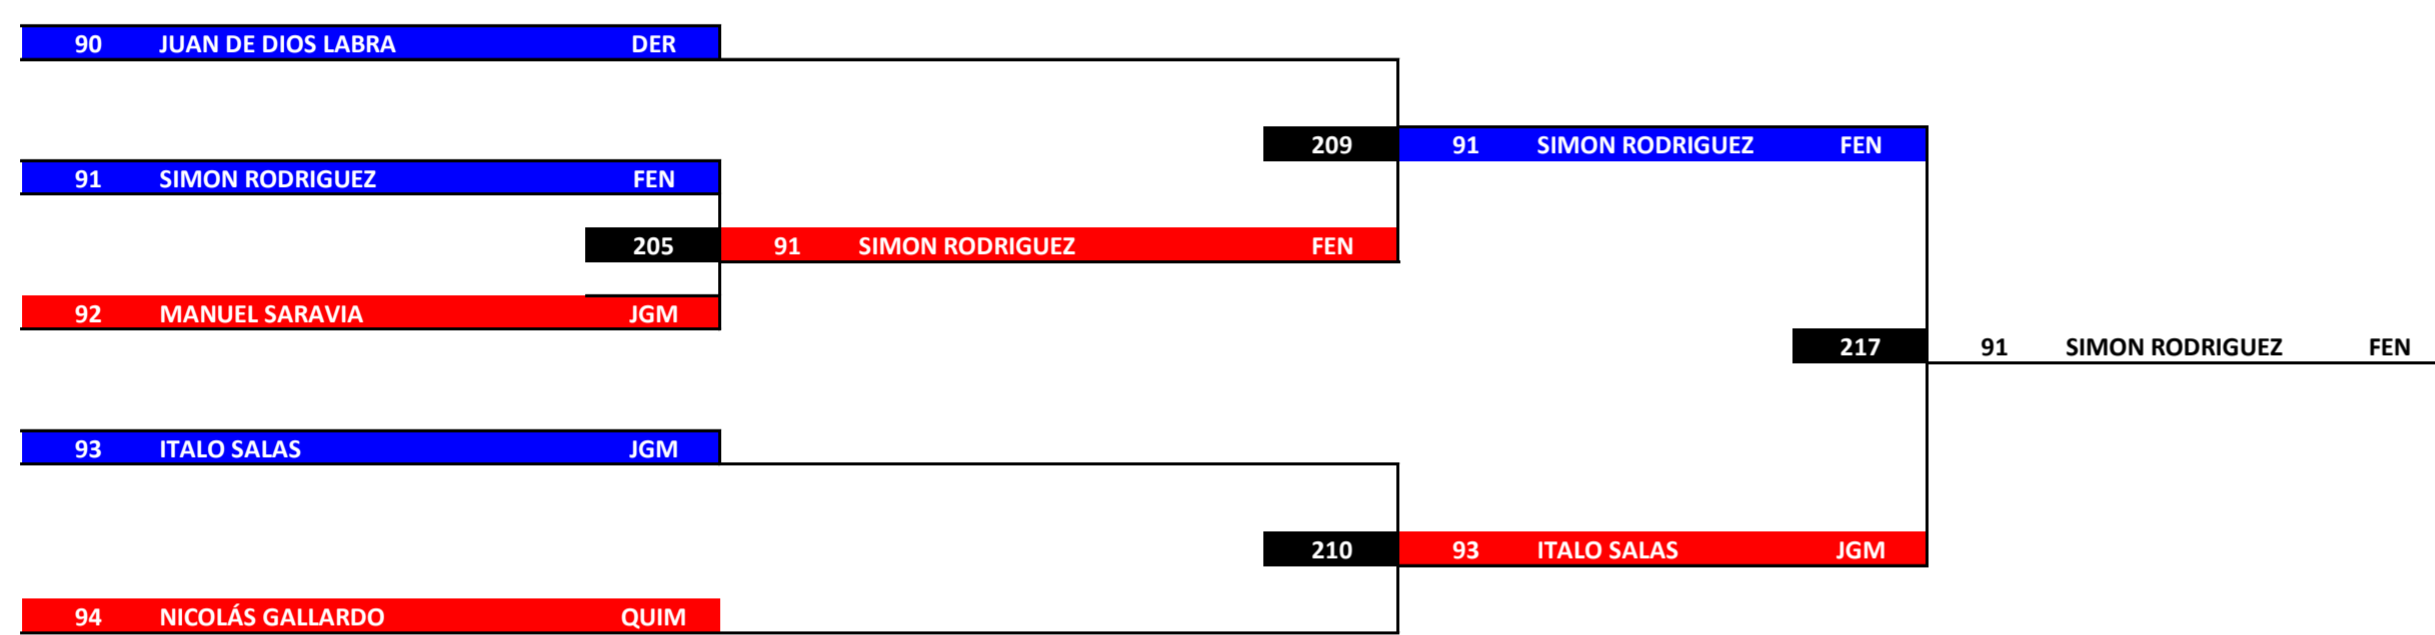 90 JUAN DE DIOS LABRA DER
209 91 SIMON RODRIGUEZ FEN
91 SIMON RODRIGUEZ FEN
205 91 SIMON RODRIGUEZ FEN
92 MANUEL SARAVIA JGM
217 91 SIMON RODRIGUEZ FEN
93 ITALO SALAS JGM
210 93 ITALO SALAS JGM
94 NICOLÁS GALLARDO QUIM